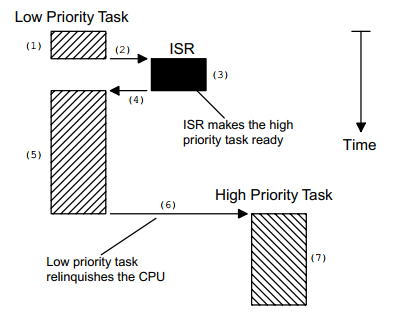 Low Priority Task
(1)
(2)
ISR
(3)
(4)
ISR makes the high
priority task ready
Time
(5)
High Priority Task
(6)
(7)
Low priority task
relinquishes the CPU